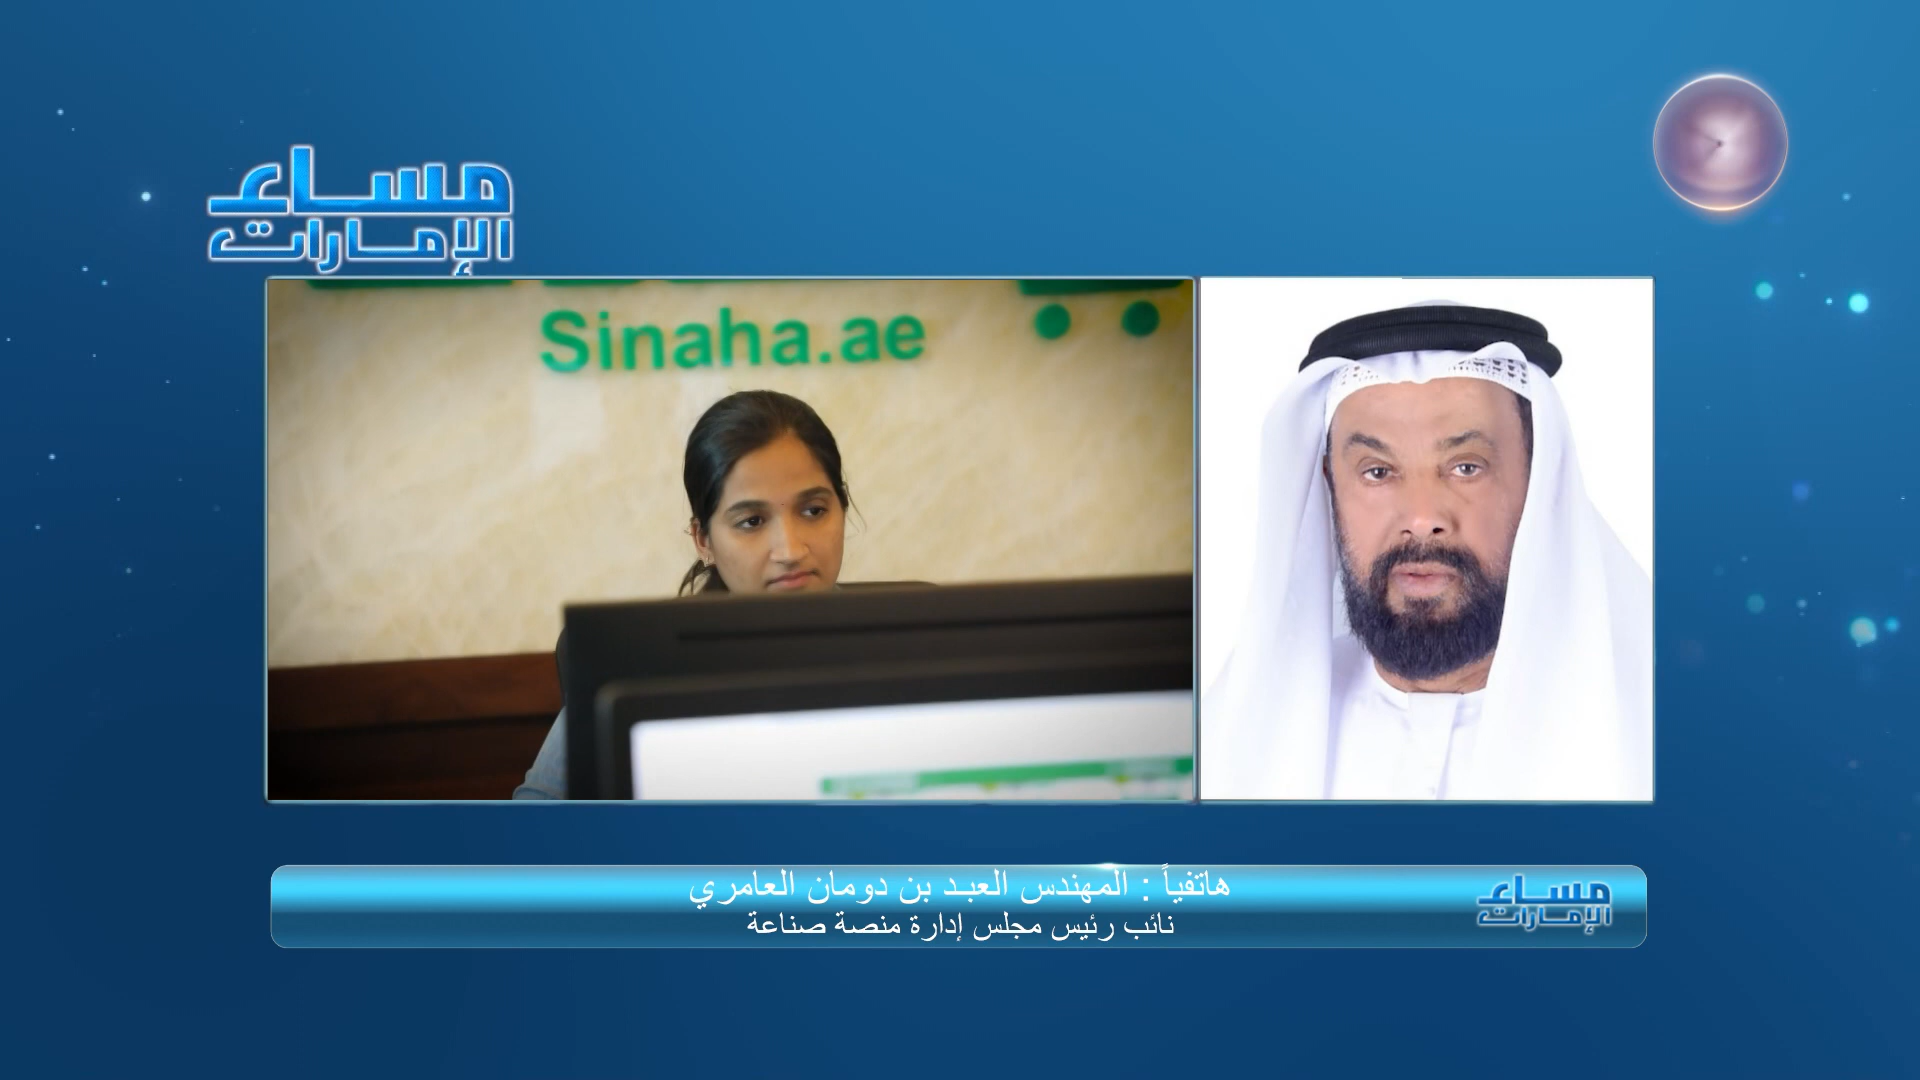 مساء
الإمارات
Sinaha.ae
هاتفياً : المهندس العبد بن دومان العامري
نائب رئيس مجلس إدارة منصة صناعة
مساء
الإمارات